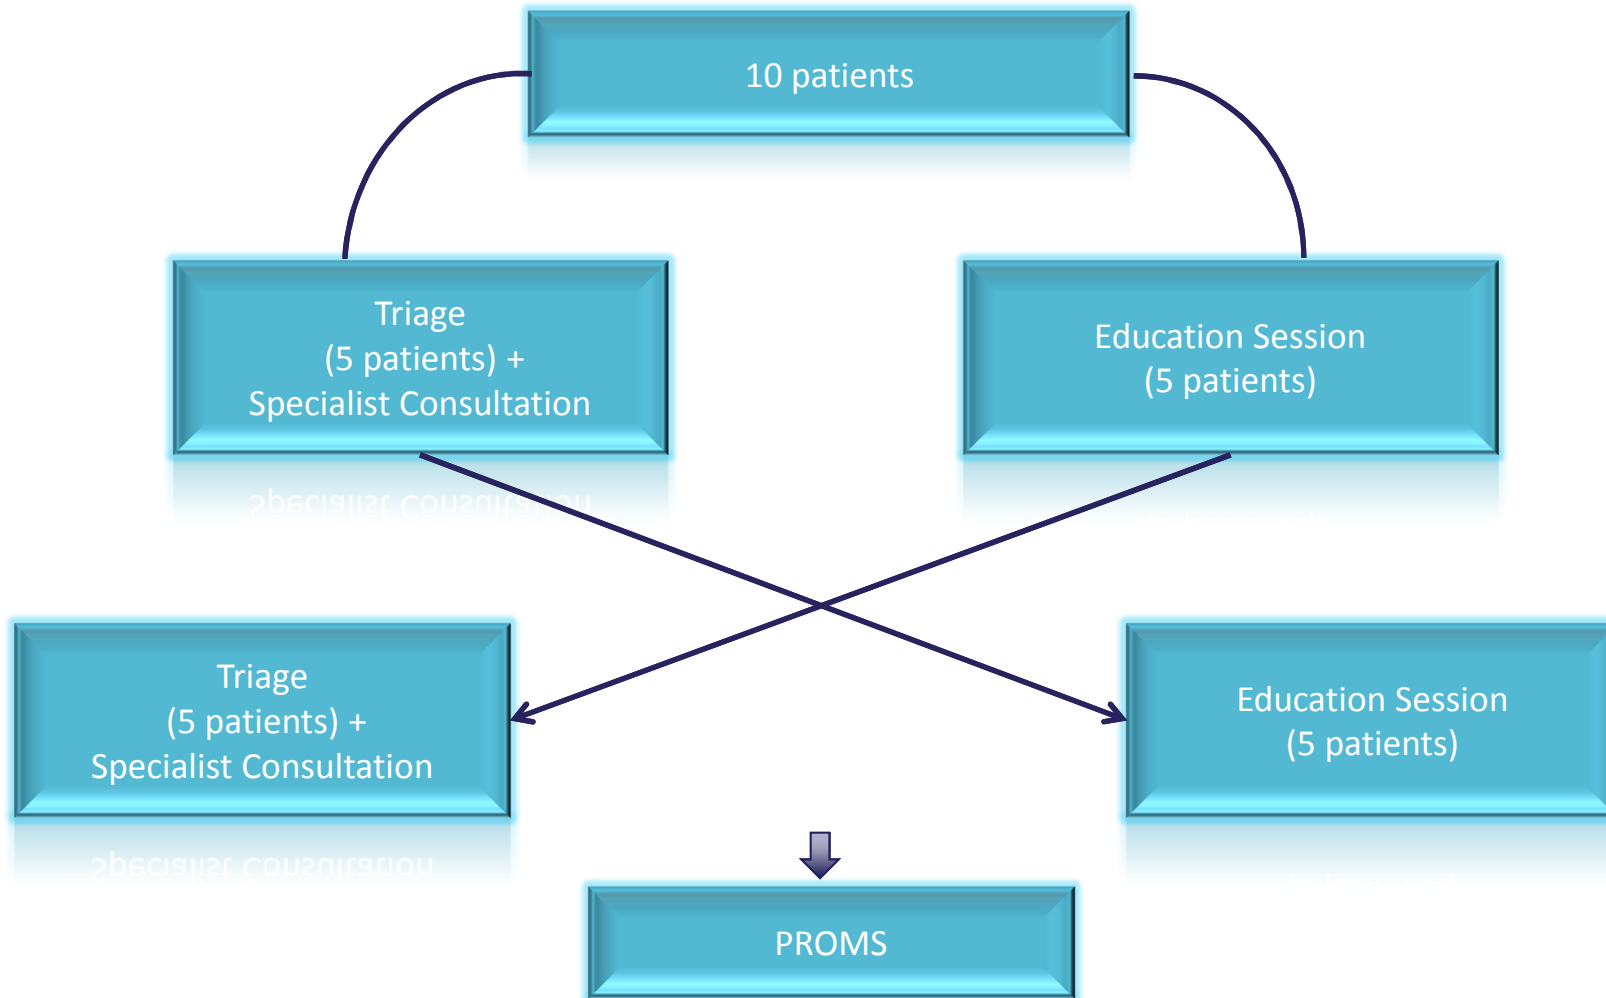 10 patients
Triage
(5 patients) +
Specialist Consultation
Education Session
(5 patients)
Triage
(5 patients) +
Specialist Consultation
Education Session
(5 patients)
PROMS